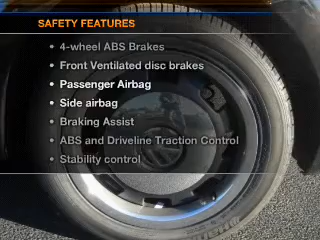 SAFETY FEATURES
• 4-wheel ABS Brakes
• Front Ventilated disc brakes
• Passenger Airbag
• Side airbag
• Braking Assist
• ABS and Driveline Traction Control
• Stability control